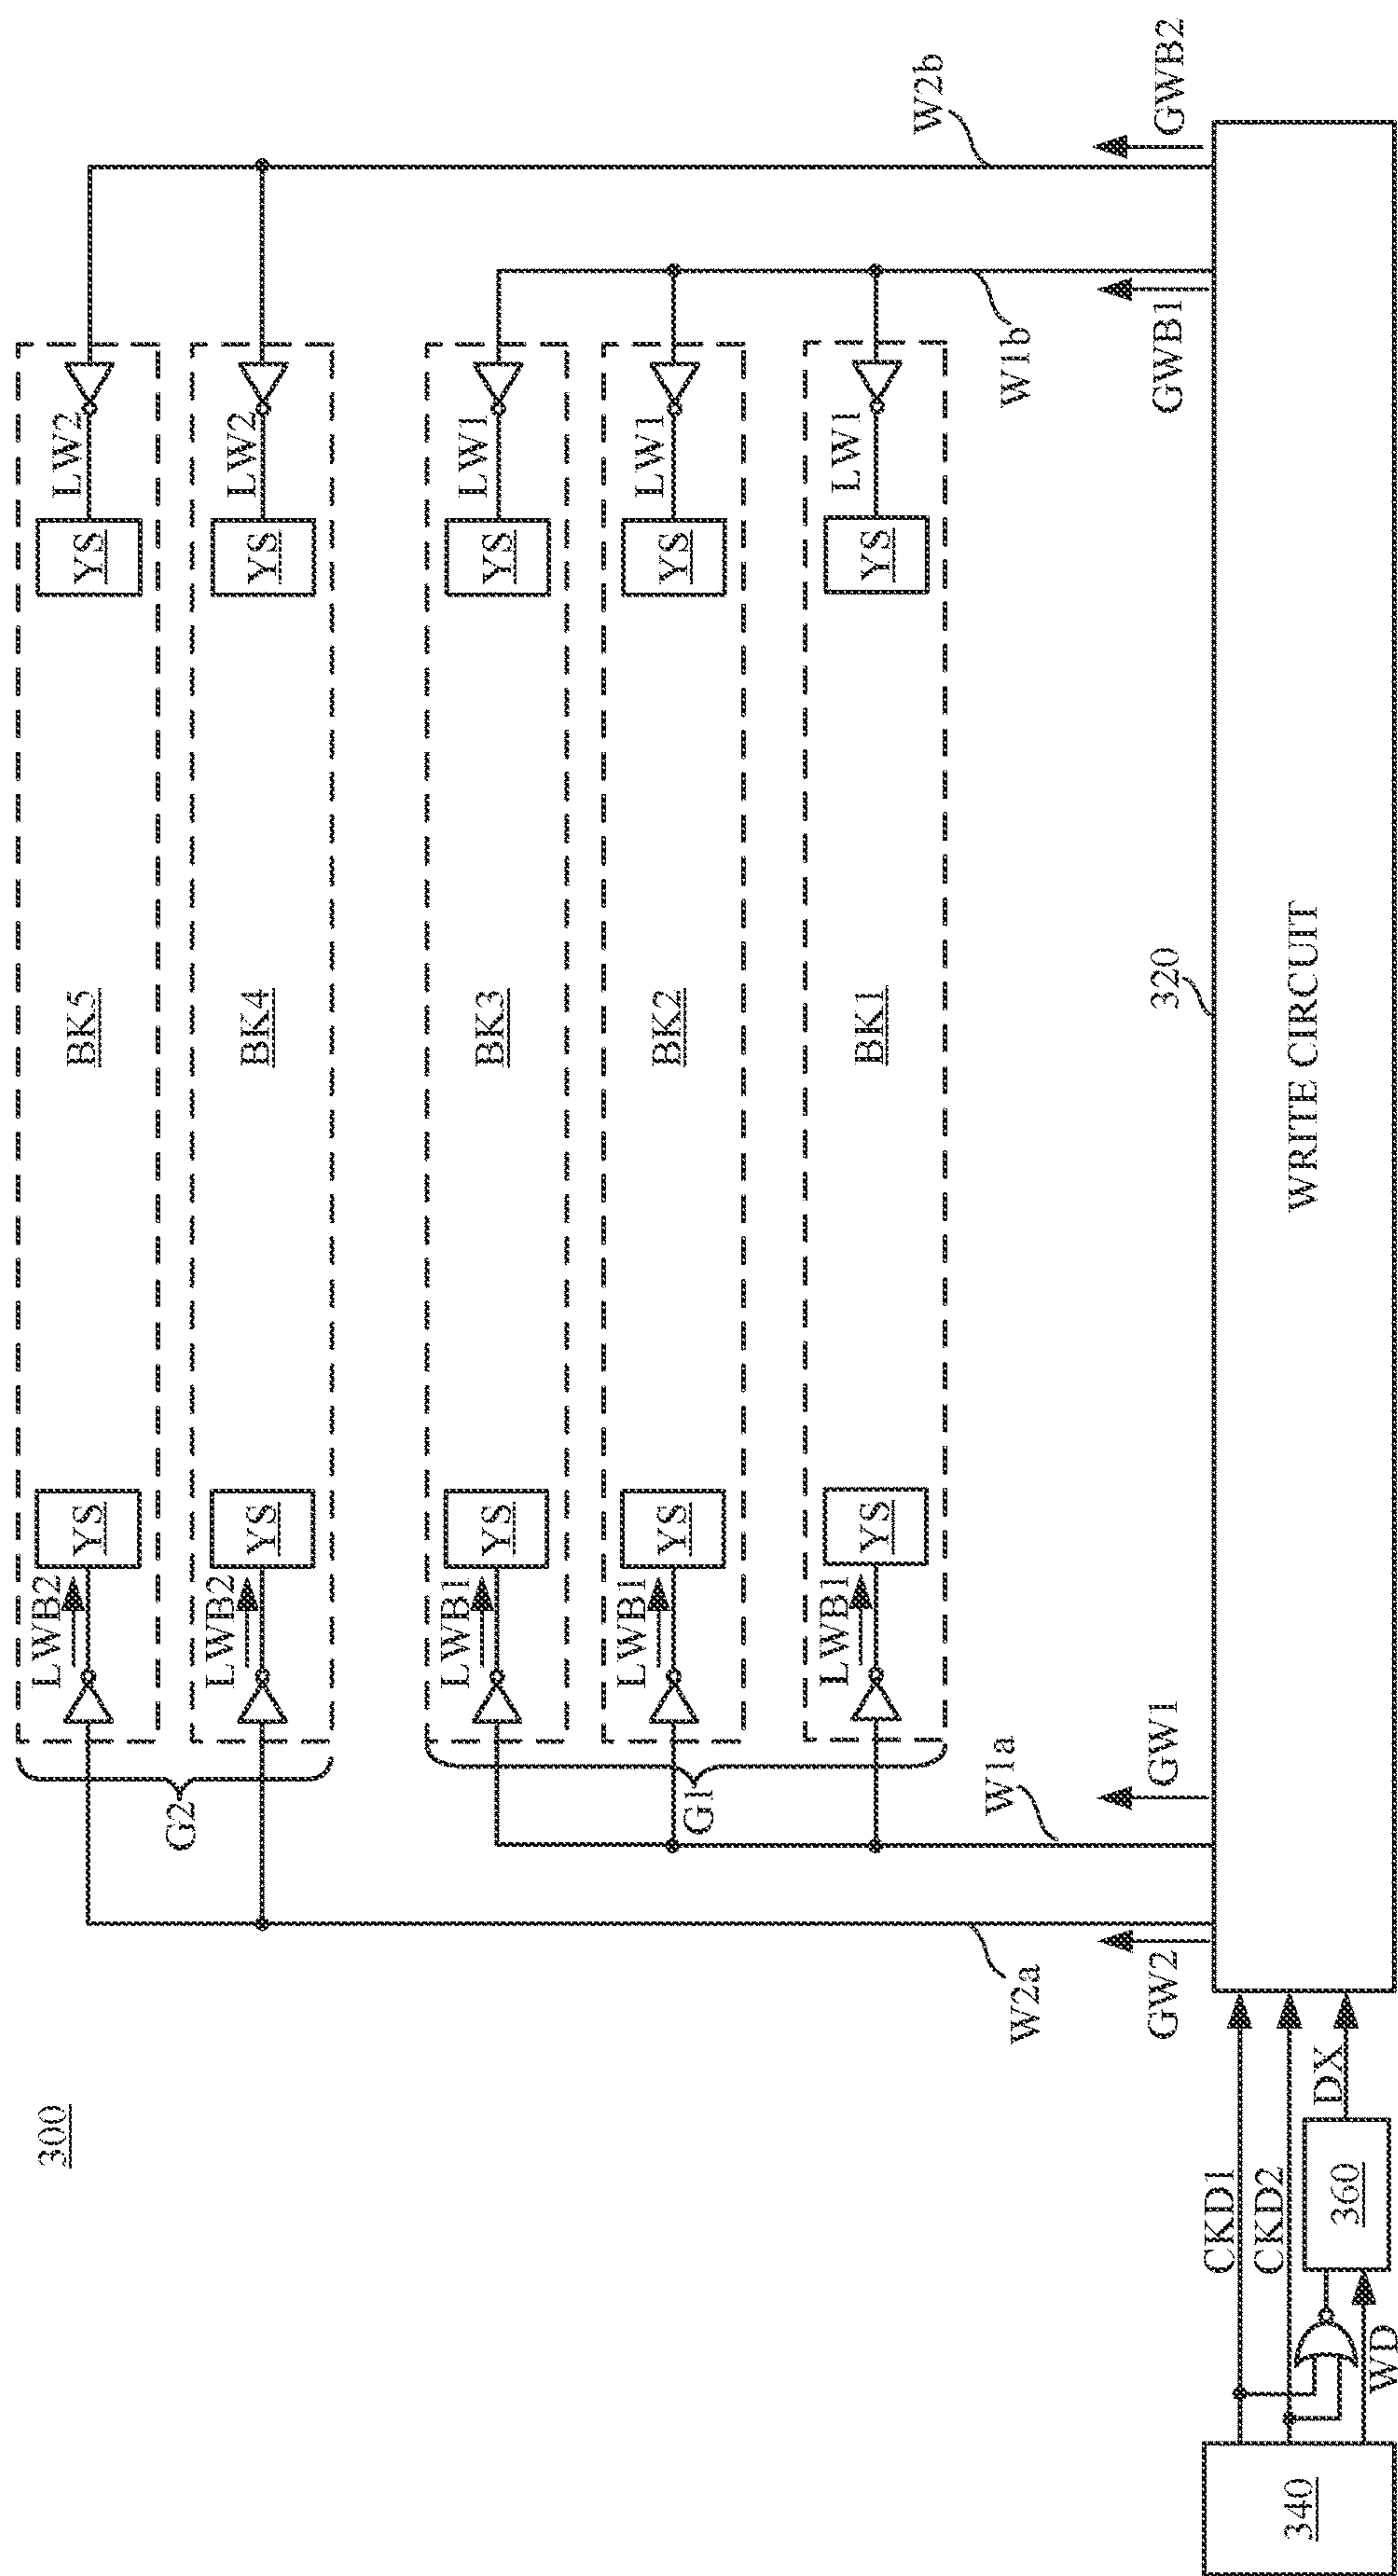 300
G2
LWB2
YS
BK5
YS
LW2
LWB2
YS
BK4
YS
LW2
G1
LWB1
YS
BK3
YS
LW1
LWB1
YS
BK2
YS
LW1
LWB1
YS
BK1
YS
LW1
W2a
W1a
W1b
W2b
GW2
GW1
GWB1
GWB2
320
WRITE CIRCUIT
340
CKD1
CKD2
WD
360
DX